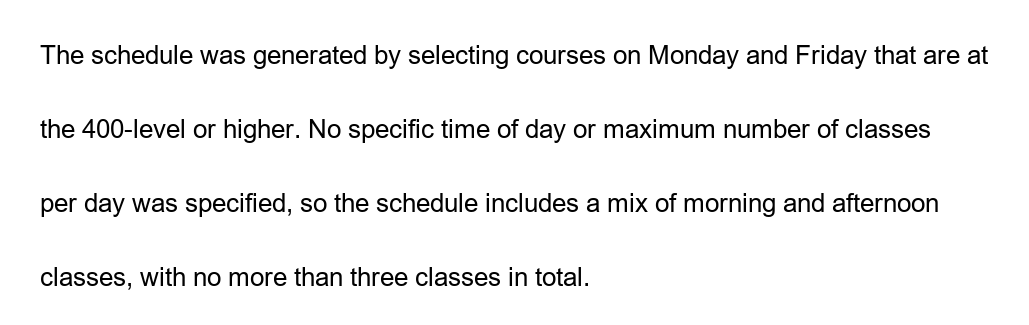 The schedule was generated by selecting courses on Monday and Friday that are at
the 400-level or higher. No specific time of day or maximum number of classes
per day was specified, so the schedule includes a mix of morning and afternoon
classes, with no more than three classes in total.